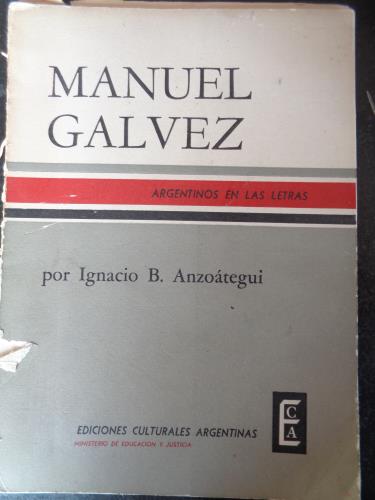 MANUEL
GALVEZ
ARGENTINOS EN LAS LETRAS
por Ignacio B. Anzoátegui
ECA
EDICIONES CULTURALES ARGENTINAS
MINISTERIO DE EDUCACION Y JUSTICIA